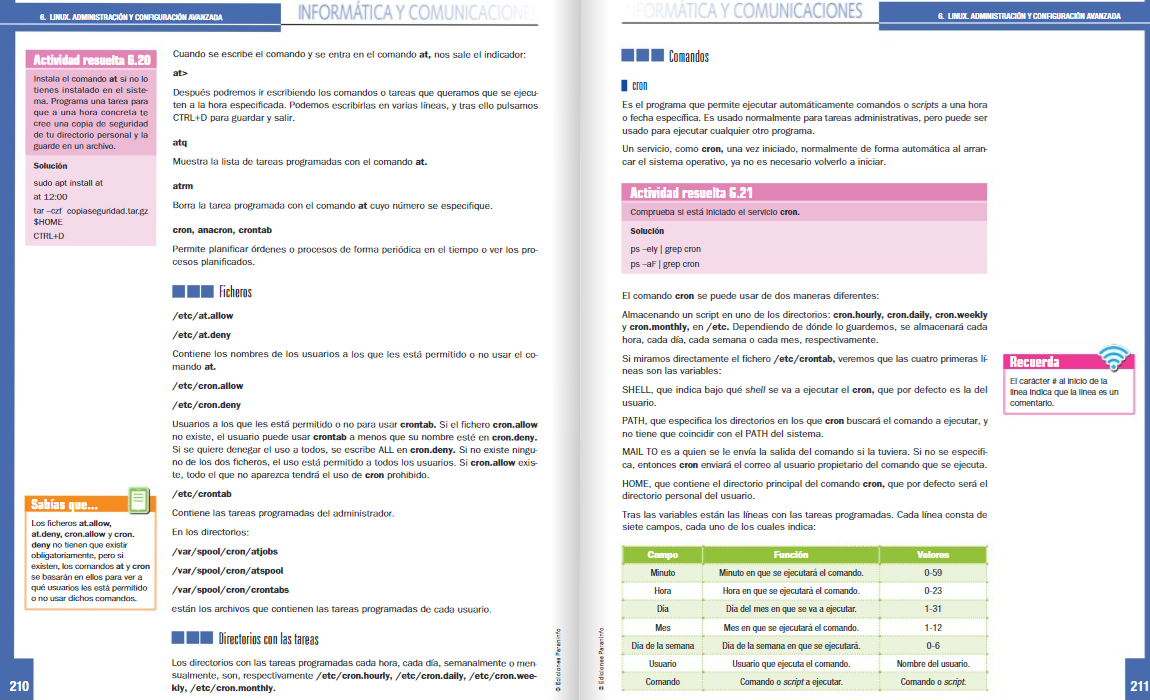 6. LINUX. ADMINISTRACIÓN Y CONFIGURACIÓN AVANZADA
INFORMÁTICA Y COMUNICACIONES
Actividad resuelta 6.20
Instala el comando at si no lo
tienes instalado en el siste-
ma. Programa una tarea para
que a una hora concreta te
cree una copia de seguridad
de tu directorio personal y la
guarde en un archivo.
Solución
sudo apt install at
at 12:00
tar –czf copiaseguridad.tar.gz
$HOME
CTRL+D
Sabías que...
Los ficheros at.allow,
at.deny, cron.allow y cron.
deny no tienen que existir
obligatoriamente, pero si
existen, los comandos at y cron
se basarán en ellos para ver a
qué usuarios les está permitido
o no usar dichos comandos.
210
Cuando se escribe el comando y se entra en el comando at, nos sale el indicador:
at>
Después podremos ir escribiendo los comandos o tareas que queramos que se ejecu-
ten a la hora especificada. Podemos escribirlas en varias líneas, y tras ello pulsamos
CTRL+D para guardar y salir.
atq
Muestra la lista de tareas programadas con el comando at.
atrm
Borra la tarea programada con el comando at cuyo número se especifique.
cron, anacron, crontab
Permite planificar órdenes o procesos de forma periódica en el tiempo o ver los pro-
cesos planificados.
Ficheros
/etc/at.allow
/etc/at.deny
Contiene los nombres de los usuarios a los que les está permitido o no usar el co-
mando at.
/etc/cron.allow
/etc/cron.deny
Usuarios a los que les está permitido o no para usar crontab. Si el fichero cron.allow
no existe, el usuario puede usar crontab a menos que su nombre esté en cron.deny.
Si se quiere denegar el uso a todos, se escribe ALL en cron.deny. Si no existe ningu-
no de los dos ficheros, el uso está permitido a todos los usuarios. Si cron.allow exis-
te, todo el que no aparezca tendrá el uso de cron prohibido.
/etc/crontab
Contiene las tareas programadas del administrador.
En los directorios:
/var/spool/cron/atjobs
/var/spool/cron/atspool
/var/spool/cron/crontabs
están los archivos que contienen las tareas programadas de cada usuario.
Directorios con las tareas
Los directorios con las tareas programadas cada hora, cada día, semanalmente o men-
sualmente, son, respectivamente /etc/cron.hourly, /etc/cron.daily, /etc/cron.wee-
kly, /etc/cron.monthly.
© Ediciones Paraninfo
INFORMÁTICA Y COMUNICACIONES
6. LINUX. ADMINISTRACIÓN Y CONFIGURACIÓN AVANZADA
Comandos
cron
Es el programa que permite ejecutar automáticamente comandos o scripts a una hora
o fecha específica. Es usado normalmente para tareas administrativas, pero puede ser
usado para ejecutar cualquier otro programa.
Un servicio, como cron, una vez iniciado, normalmente de forma automática al arran-
car el sistema operativo, ya no es necesario volverlo a iniciar.
Actividad resuelta 6.21
Comprueba si está iniciado el servicio cron.
Solución
ps –ely | grep cron
ps –aF | grep cron
El comando cron se puede usar de dos maneras diferentes:
Almacenando un script en uno de los directorios: cron.hourly, cron.daily, cron.weekly
y cron.monthly, en /etc. Dependiendo de dónde lo guardemos, se almacenará cada
hora, cada día, cada semana o cada mes, respectivamente.
Si miramos directamente el fichero /etc/crontab, veremos que las cuatro primeras lí-
neas son las variables:
SHELL, que indica bajo qué shell se va a ejecutar el cron, que por defecto es la del
usuario.
PATH, que especifica los directorios en los que cron buscará el comando a ejecutar, y
no tiene que coincidir con el PATH del sistema.
MAIL TO es a quien se le envía la salida del comando si la tuviera. Si no se especifi-
ca, entonces cron enviará el correo al usuario propietario del comando que se ejecuta.
HOME, que contiene el directorio principal del comando cron, que por defecto será el
directorio personal del usuario.
Tras las variables están las líneas con las tareas programadas. Cada línea consta de
siete campos, cada uno de los cuales indica:
Campo Función Valores
Minuto Minuto en que se ejecutará el comando. 0-59
Hora Hora en que se ejecutará el comando. 0-23
Día Día del mes en que se va a ejecutar. 1-31
Mes Mes en que se ejecutará el comando. 1-12
Día de la semana Día de la semana en que se ejecutará. 0-6
Usuario Usuario que ejecuta el comando. Nombre del usuario.
Comando Comando o script a ejecutar. Comando o script.
© Ediciones Paraninfo
Recuerda
El carácter # al inicio de la
línea indica que la línea es un
comentario.
211